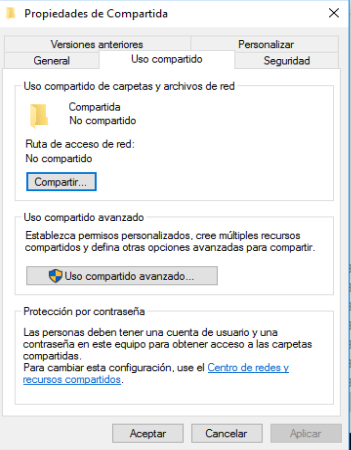 Propiedades de Compartida
Versiones anteriores
Personalizar
General
Uso compartido
Seguridad
Uso compartido de carpetas y archivos de red
Compartida
No compartido
Ruta de acceso de red:
No compartido
Compartir...
Uso compartido avanzado
Establezca permisos personalizados, cree múltiples recursos
compartidos y defina otras opciones avanzadas para compartir.
Uso compartido avanzado...
Protección por contraseña
Las personas deben tener una cuenta de usuario y una
contraseña en este equipo para obtener acceso a las carpetas
compartidas.
Para cambiar esta configuración, use el Centro de redes y
recursos compartidos.
Aceptar
Cancelar
Aplicar